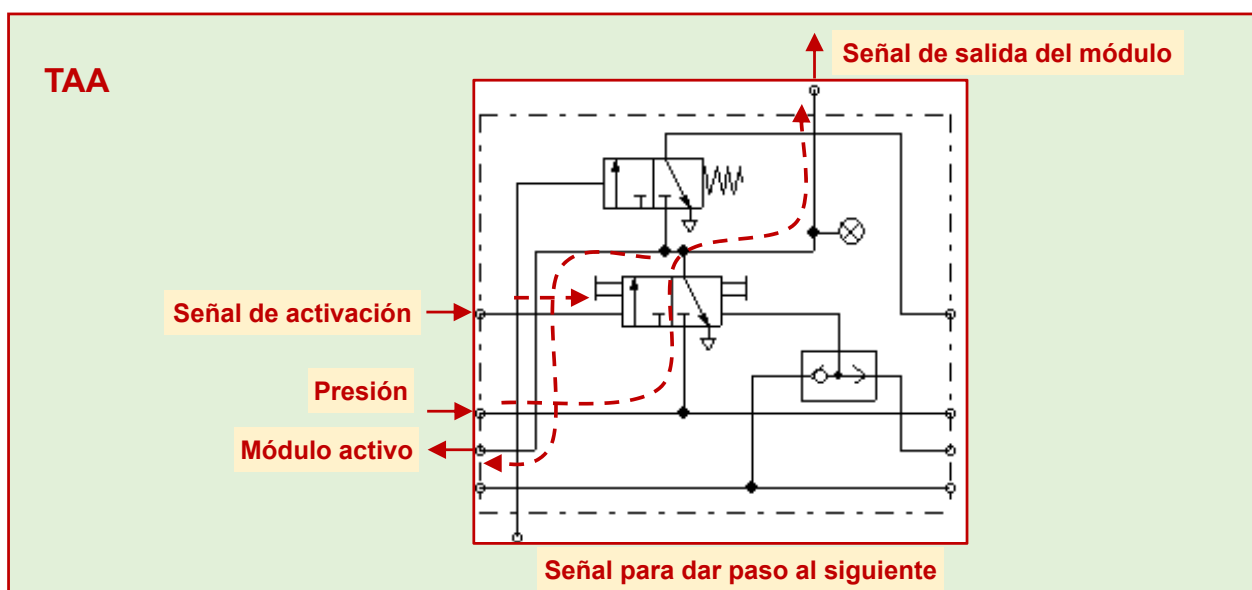 Señal de salida del módulo
TAA
Señal de activación
Presión
Módulo activo
Señal para dar paso al siguiente